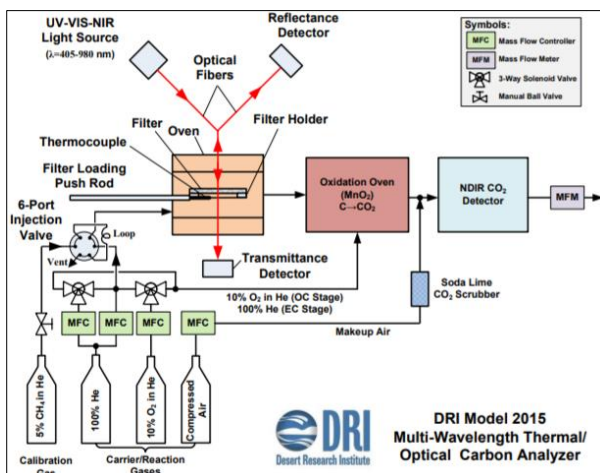 UV-VIS-NIR
Light Source
(λ=405-980 nm)
Reflectance
Detector
Optical
Fibers
Symbols:
MFC Mass Flow Controller
MFM Mass Flow Meter
3-Way Solenoid Valve
Manual Ball Valve
Filter
Oven
Filter Holder
Thermocouple
Filter Loading
Push Rod
6-Port
Injection
Valve
Loop
Vent
Oxidation Oven
(MnO₂)
C→CO₂
NDIR CO₂
Detector
MFM
Transmittance
Detector
10% O₂ in He (OC Stage)
100% He (EC Stage)
Soda Lime
CO₂ Scrubber
MFC
MFC
MFC
MFC
Makeup Air
5% CH₄ in He
100% He
10% O₂ in He
Compressed
Air
Calibration
Gas
Carrier/Reaction
Gases
DRI
Desert Research Institute
DRI Model 2015
Multi-Wavelength Thermal/
Optical Carbon Analyzer